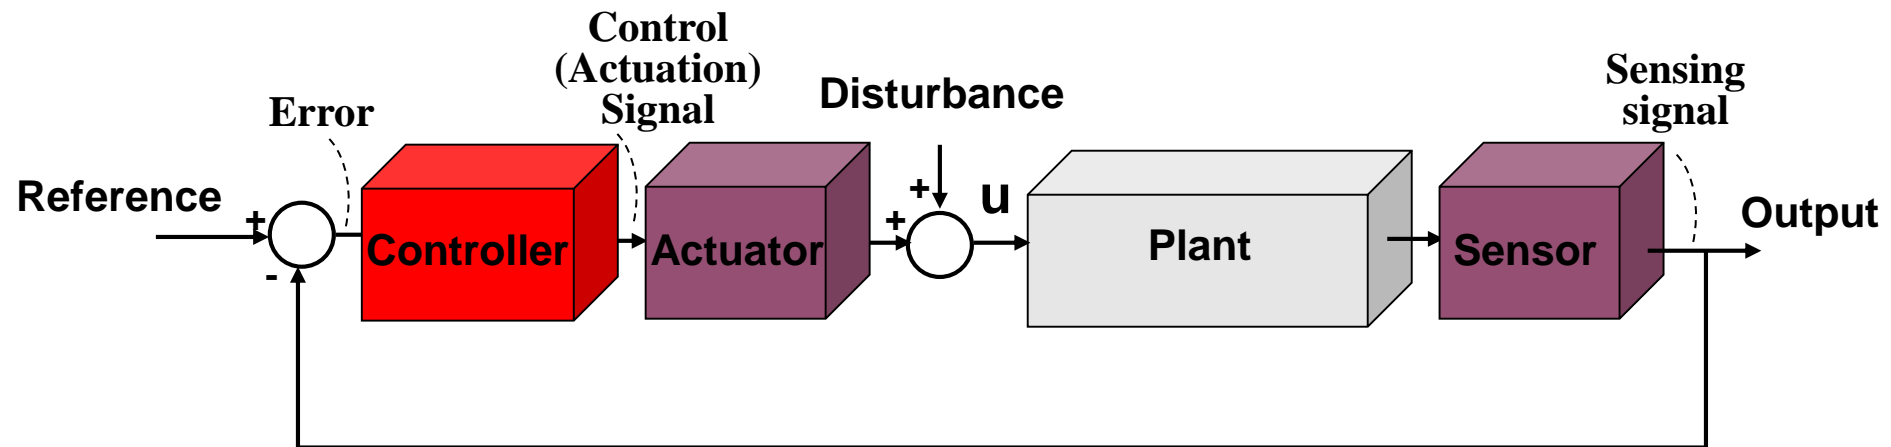 Control
(Actuation)
Signal
Disturbance
Sensing
signal
Error
Reference
+
-
Controller
Actuator
+
+
u
Plant
Sensor
Output